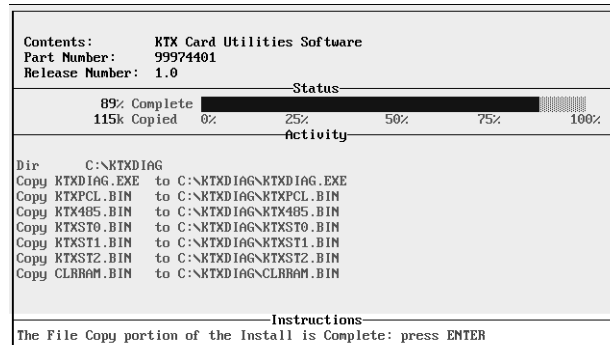 Contents: KTX Card Utilities Software
Part Number: 99974401
Release Number: 1.0
Status
89% Complete
115k Copied 0% 25% 50% 75% 100%
Activity
Dir C:\KTXDIAG
Copy KTXDIAG.EXE to C:\KTXDIAG\KTXDIAG.EXE
Copy KTXPCL.BIN to C:\KTXDIAG\KTXPCL.BIN
Copy KTX485.BIN to C:\KTXDIAG\KTX485.BIN
Copy KTXST0.BIN to C:\KTXDIAG\KTXST0.BIN
Copy KTXST1.BIN to C:\KTXDIAG\KTXST1.BIN
Copy KTXST2.BIN to C:\KTXDIAG\KTXST2.BIN
Copy CLRRAM.BIN to C:\KTXDIAG\CLRRAM.BIN
Instructions
The File Copy portion of the Install is Complete: press ENTER